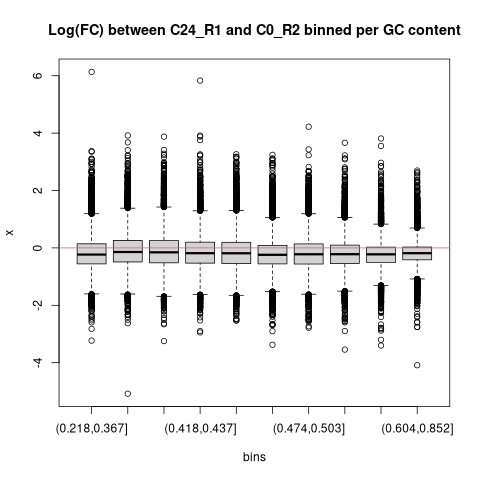 Log(FC) between C24_R1 and C0_R2 binned per GC content
6
4
2
0
-2
-4
x
(0.218,0.367] (0.418,0.437] (0.474,0.503] (0.604,0.852]
bins